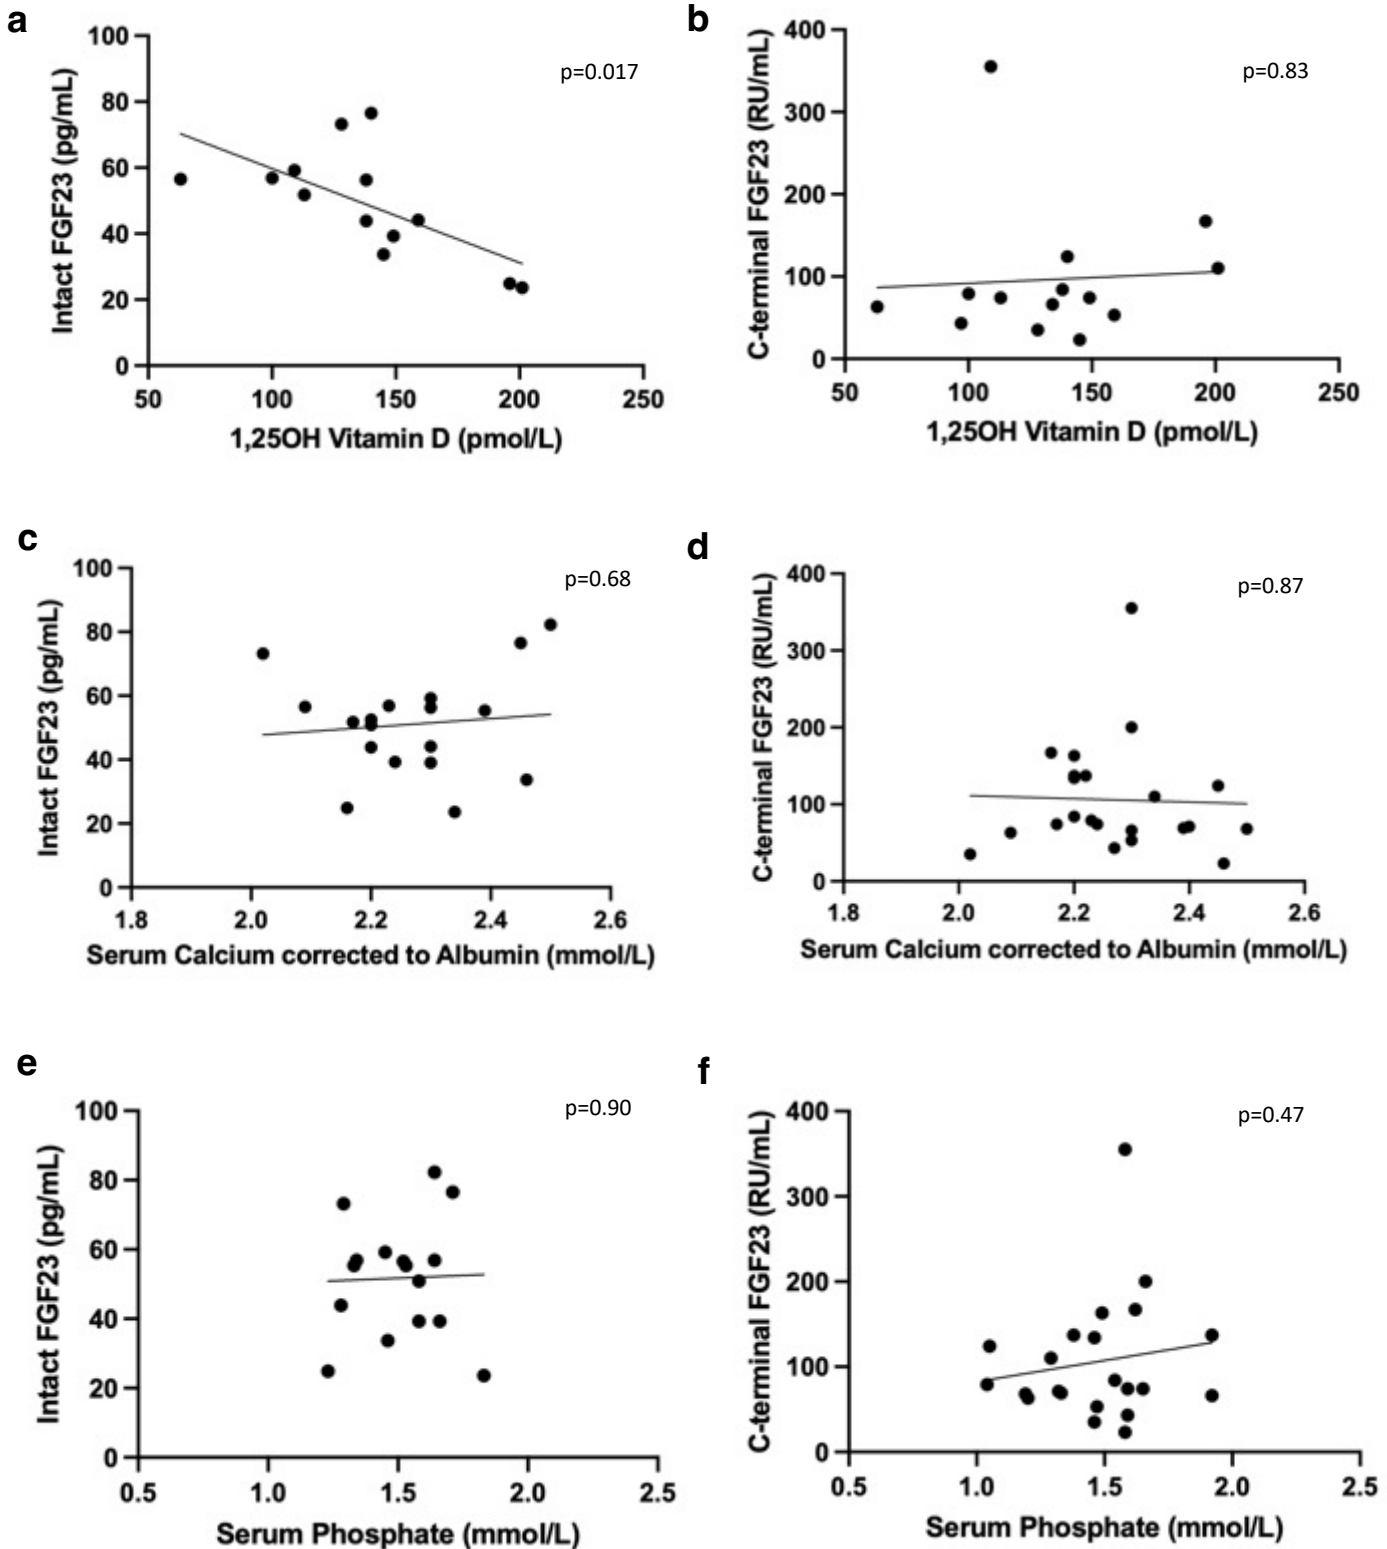 a
100
80
60
40
20
0
Intact FGF23 (pg/mL)
p=0.017
50 100 150 200 250
1,25OH Vitamin D (pmol/L)
b
400
300
200
100
0
C-terminal FGF23 (RU/mL)
p=0.83
50 100 150 200 250
1,25OH Vitamin D (pmol/L)
c
100
80
60
40
20
0
Intact FGF23 (pg/mL)
p=0.68
1.8 2.0 2.2 2.4 2.6
Serum Calcium corrected to Albumin (mmol/L)
d
400
300
200
100
0
C-terminal FGF23 (RU/mL)
p=0.87
1.8 2.0 2.2 2.4 2.6
Serum Calcium corrected to Albumin (mmol/L)
e
100
80
60
40
20
0
Intact FGF23 (pg/mL)
p=0.90
0.5 1.0 1.5 2.0 2.5
Serum Phosphate (mmol/L)
f
400
300
200
100
0
C-terminal FGF23 (RU/mL)
p=0.47
0.5 1.0 1.5 2.0 2.5
Serum Phosphate (mmol/L)